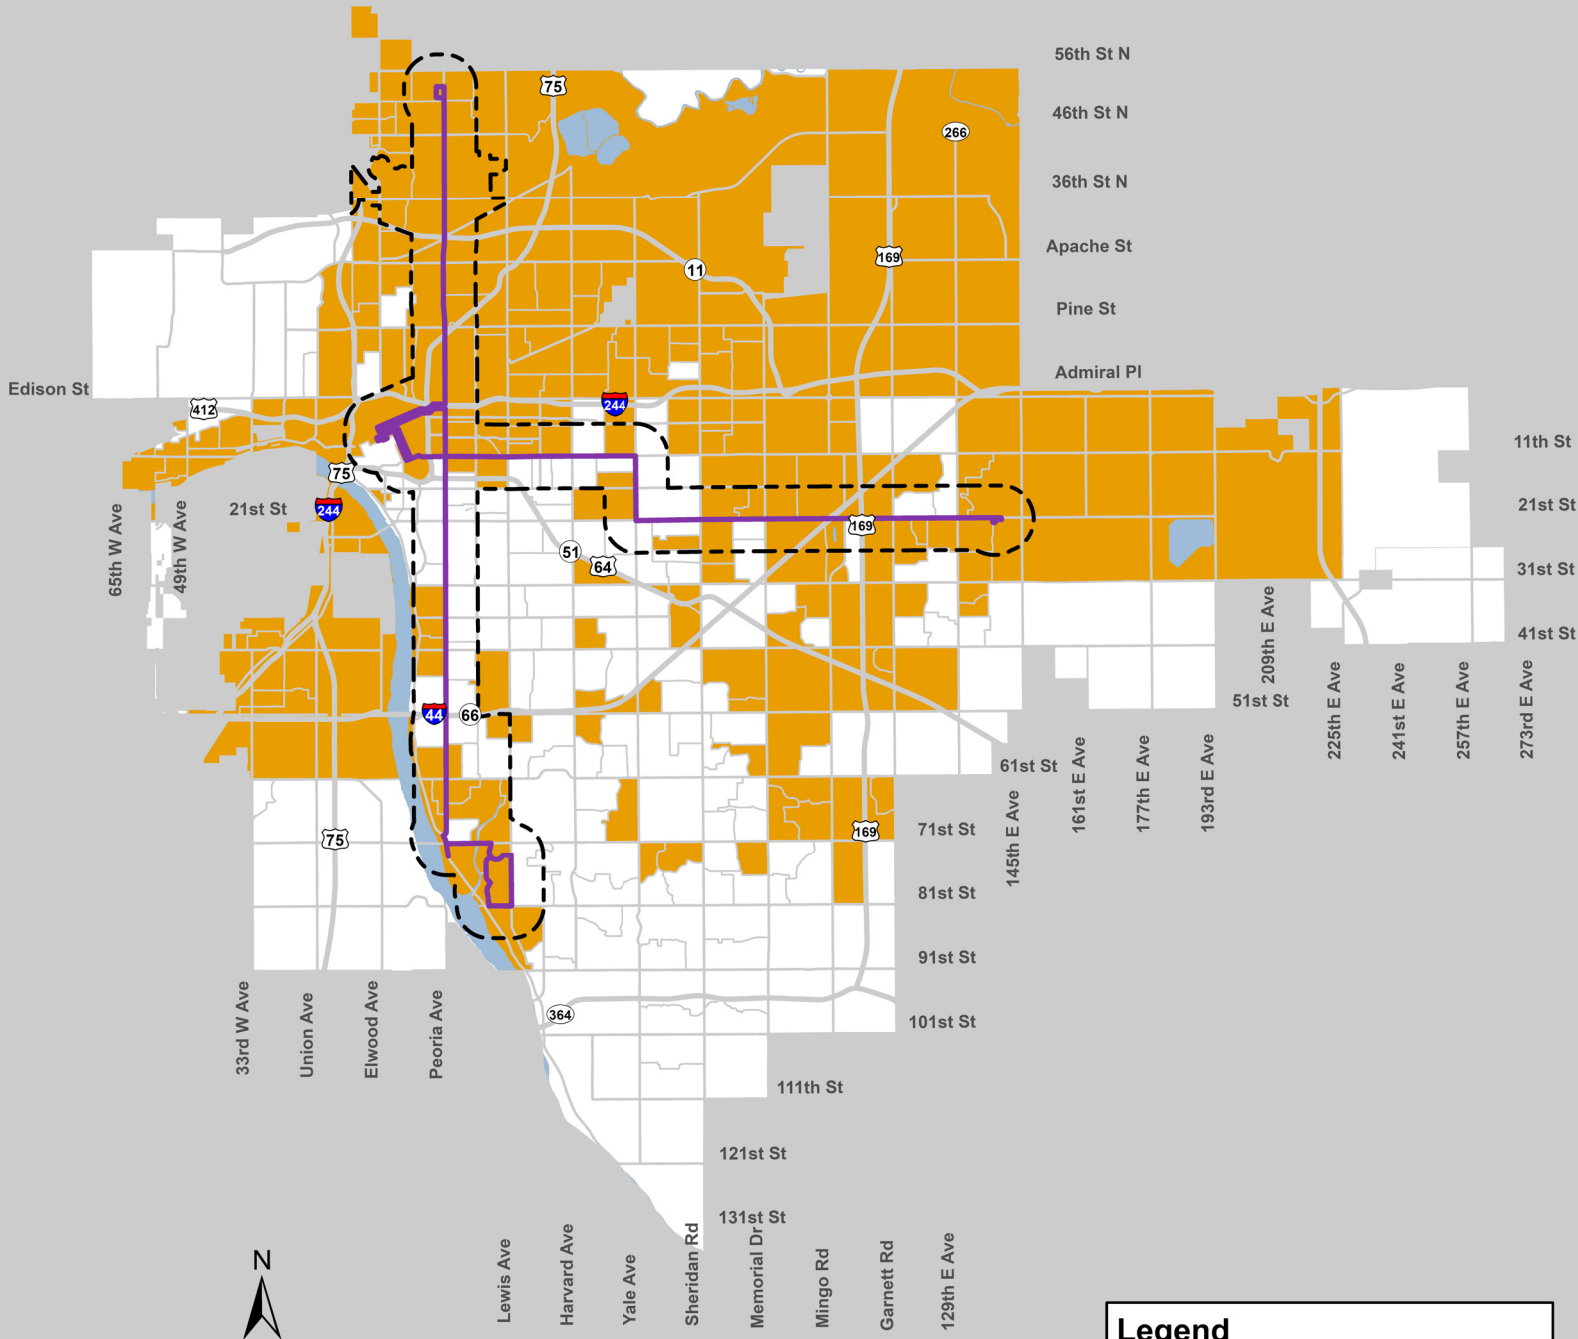 56th St N
75
46th St N
266
36th St N
Apache St
169
11
Pine St
Admiral Pl
Edison St
412
244
11th St
75
21st St
244
21st St
169
51
64
31st St
65th W Ave
49th W Ave
41st St
209th E Ave
51st St
44
66
225th E Ave
241st E Ave
257th E Ave
273rd E Ave
61st St
161st E Ave
177th E Ave
193rd E Ave
145th E Ave
71st St
169
75
81st St
91st St
33rd W Ave
Union Ave
Elwood Ave
Peoria Ave
364
101st St
111th St
121st St
131st St
Lewis Ave
Harvard Ave
Yale Ave
Sheridan Rd
Memorial Dr
Mingo Rd
Garnett Rd
129th E Ave
N
Legend